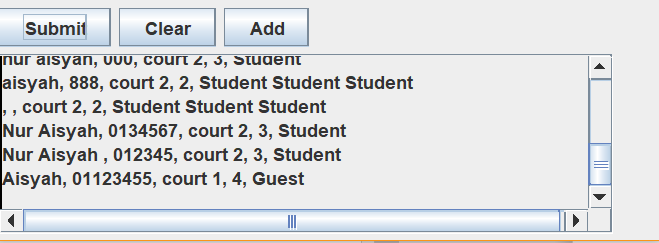 Submit Clear Add
nur aisyah, 000, court 2, 3, Student
aisyah, 888, court 2, 2, Student Student Student
, , court 2, 2, Student Student Student
Nur Aisyah, 0134567, court 2, 3, Student
Nur Aisyah , 012345, court 2, 3, Student
Aisyah, 01123455, court 1, 4, Guest